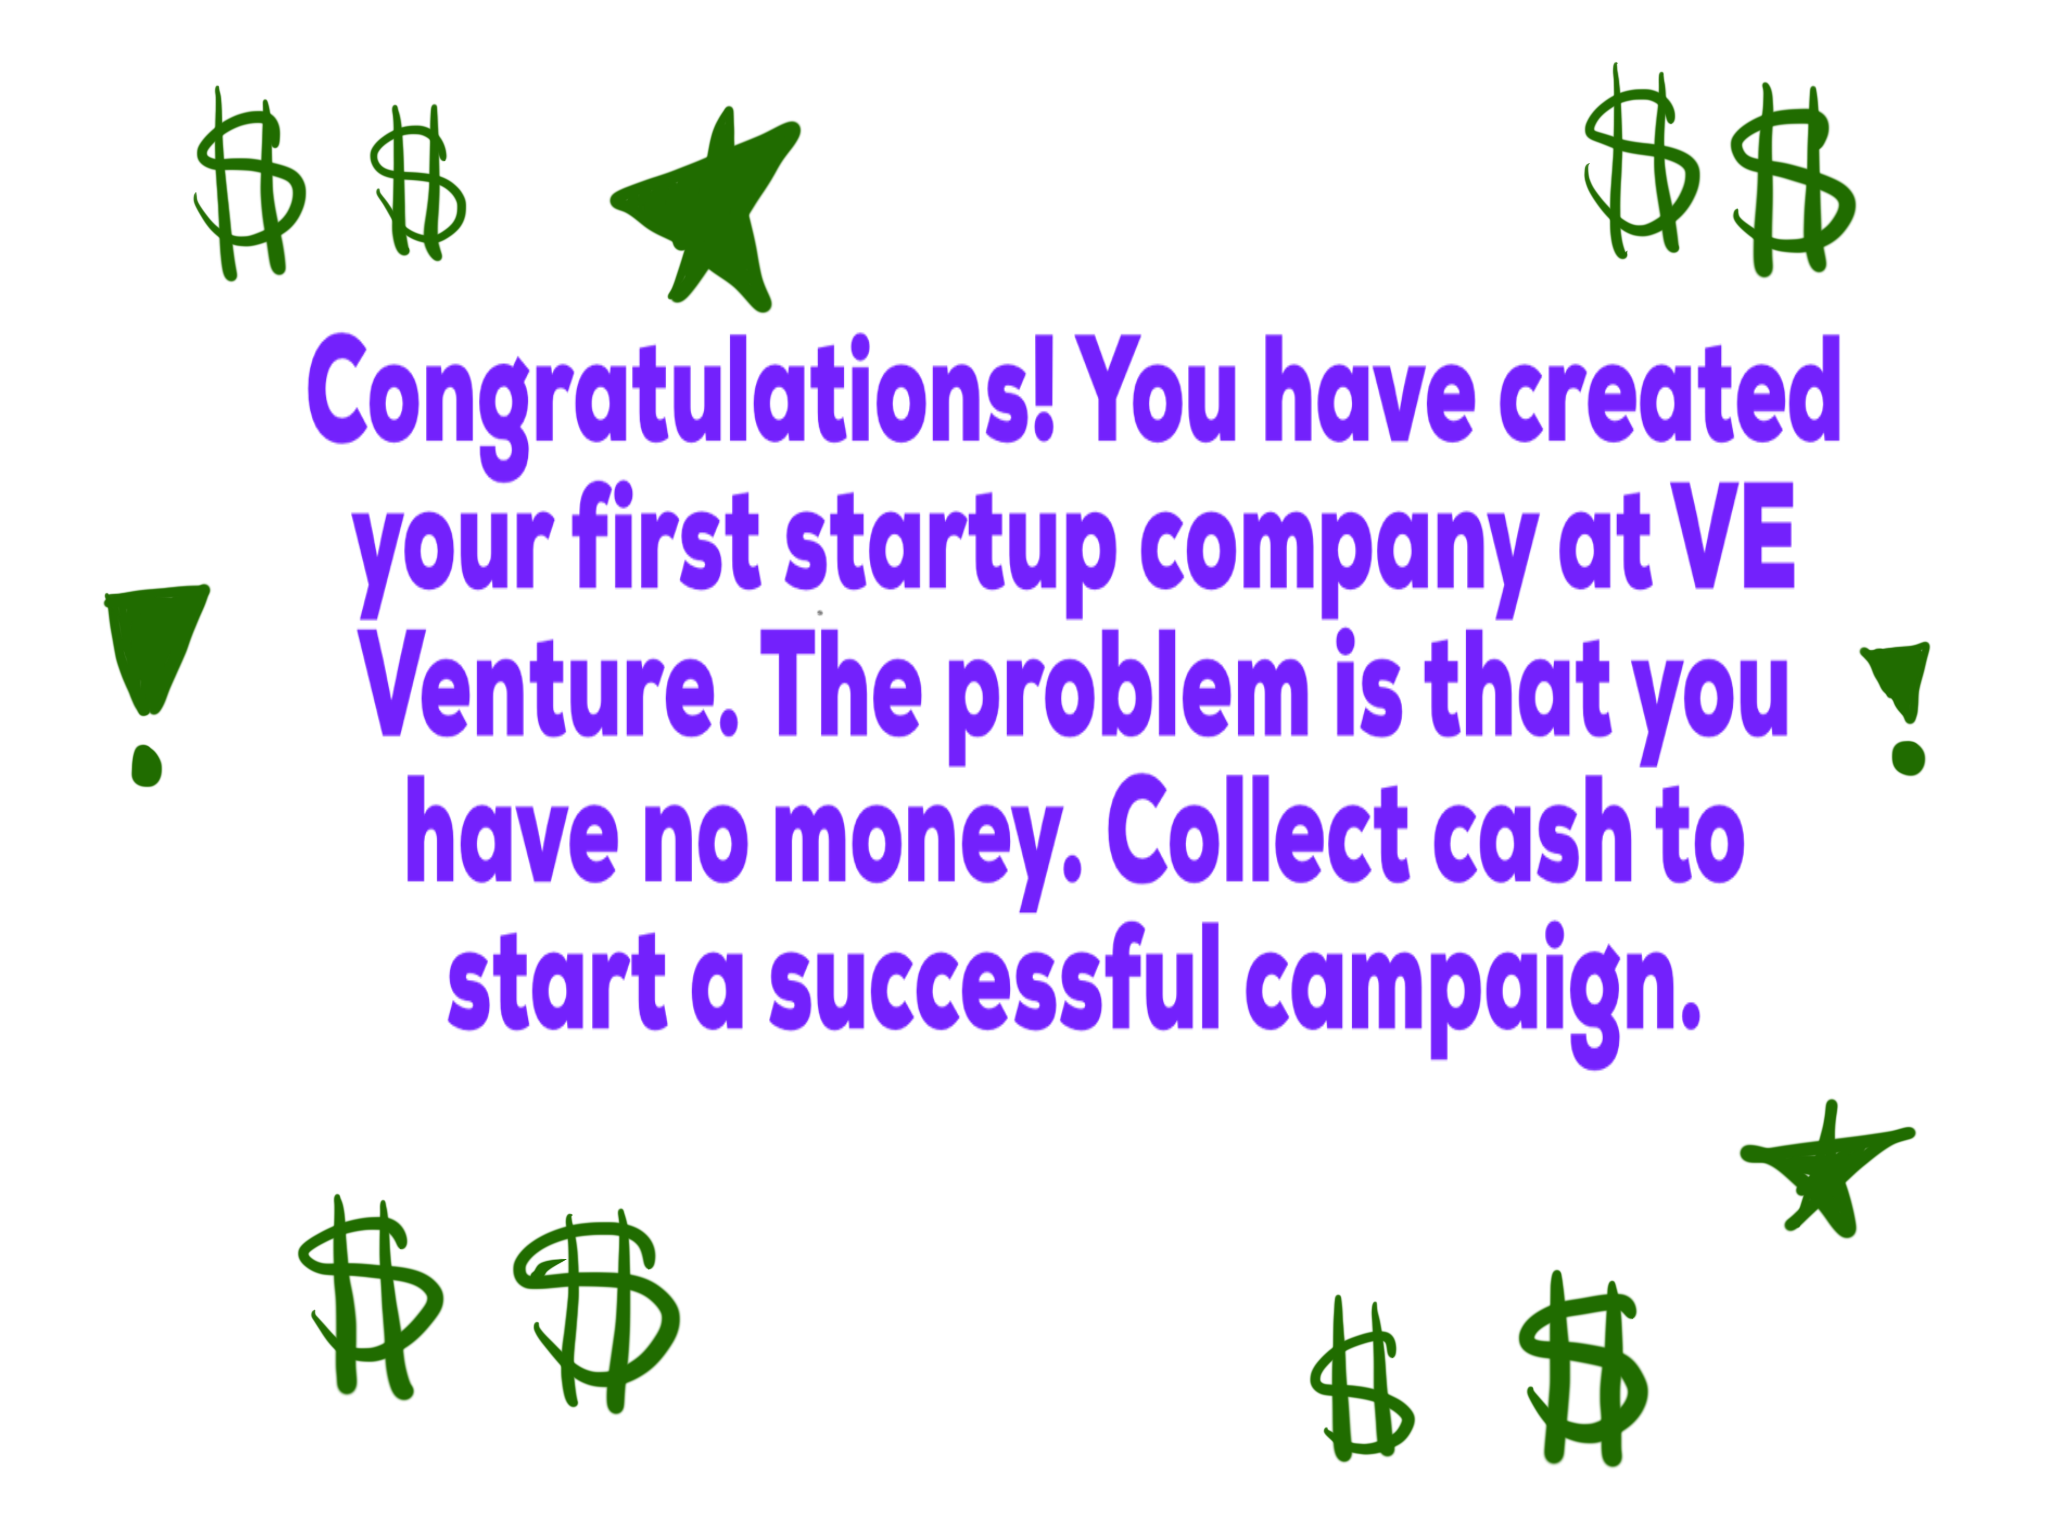 Congratulations! You have created
your first startup company at VE
Venture. The problem is that you
have no money. Collect cash to
start a successful campaign.